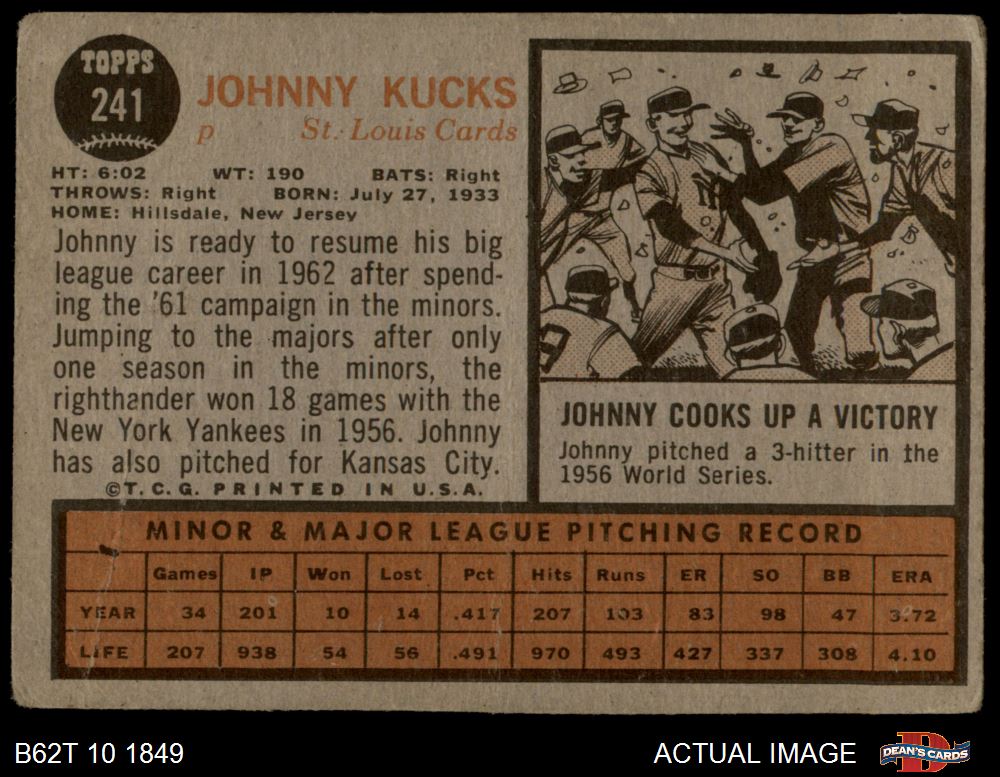 TOPPS
241
JOHNNY KUCKS
p St. Louis Cards
HT: 6:02 WT: 190 BATS: Right
THROWS: Right BORN: July 27, 1933
HOME: Hillsdale, New Jersey
Johnny is ready to resume his big
league career in 1962 after spend-
ing the '61 campaign in the minors.
Jumping to the majors after only
one season in the minors, the
righthander won 18 games with the
New York Yankees in 1956. Johnny
has also pitched for Kansas City.
©T.C.G. PRINTED IN U.S.A.
NY
JOHNNY COOKS UP A VICTORY
Johnny pitched a 3-hitter in the
1956 World Series.
MINOR & MAJOR LEAGUE PITCHING RECORD
Games IP Won Lost Pct Hits Runs ER SO BB ERA
YEAR 34 201 10 14 .417 207 103 83 98 47 3.72
LIFE 207 938 54 56 .491 970 493 427 337 308 4.10
B62T 10 1849
ACTUAL IMAGE
DEAN'S CARDS